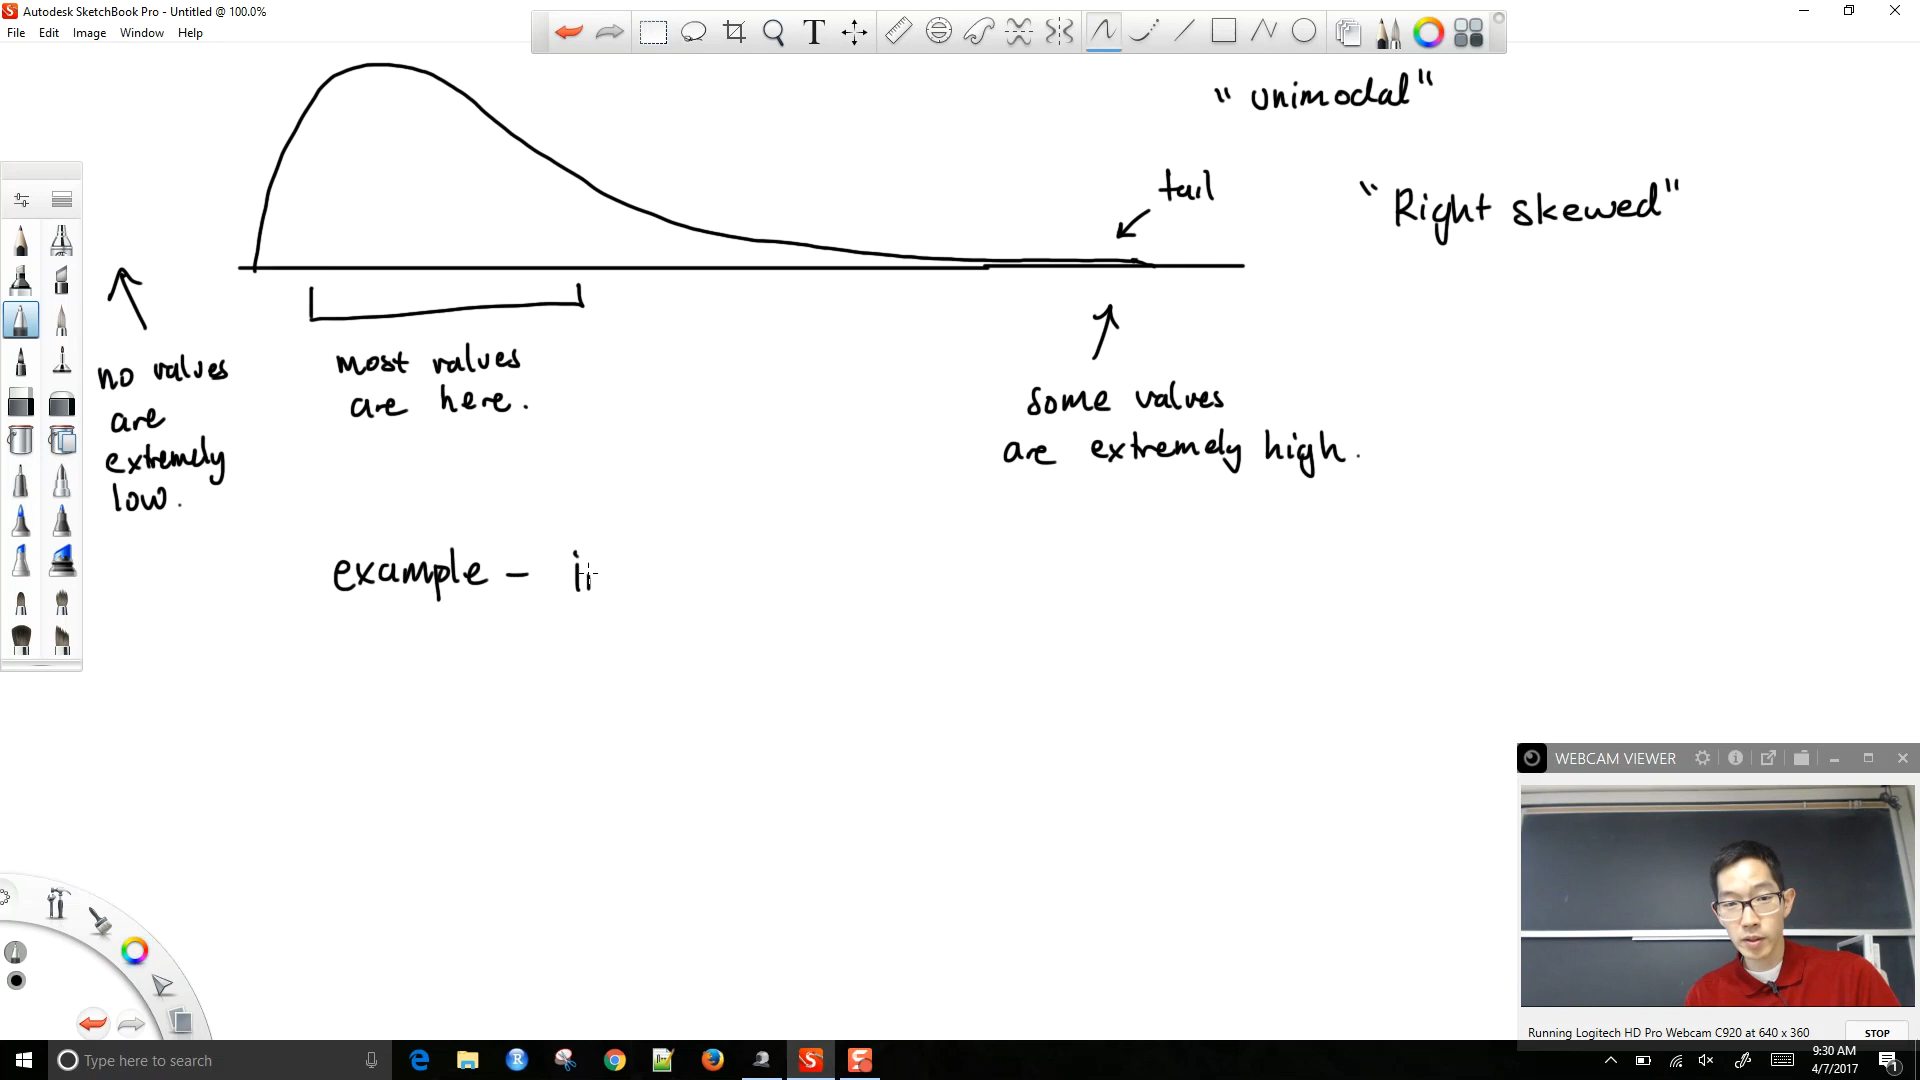 Autodesk SketchBook Pro - Untitled @ 100.0%
File Edit Image Window Help
T
"unimodal"
tail
"Right skewed"
no values
are
extremely
low.
most values
are here.
some values
are extremely high.
example - i
WEBCAM VIEWER
Running Logitech HD Pro Webcam C920 at 640 x 360
STOP
Type here to search
9:30 AM
4/7/2017
1